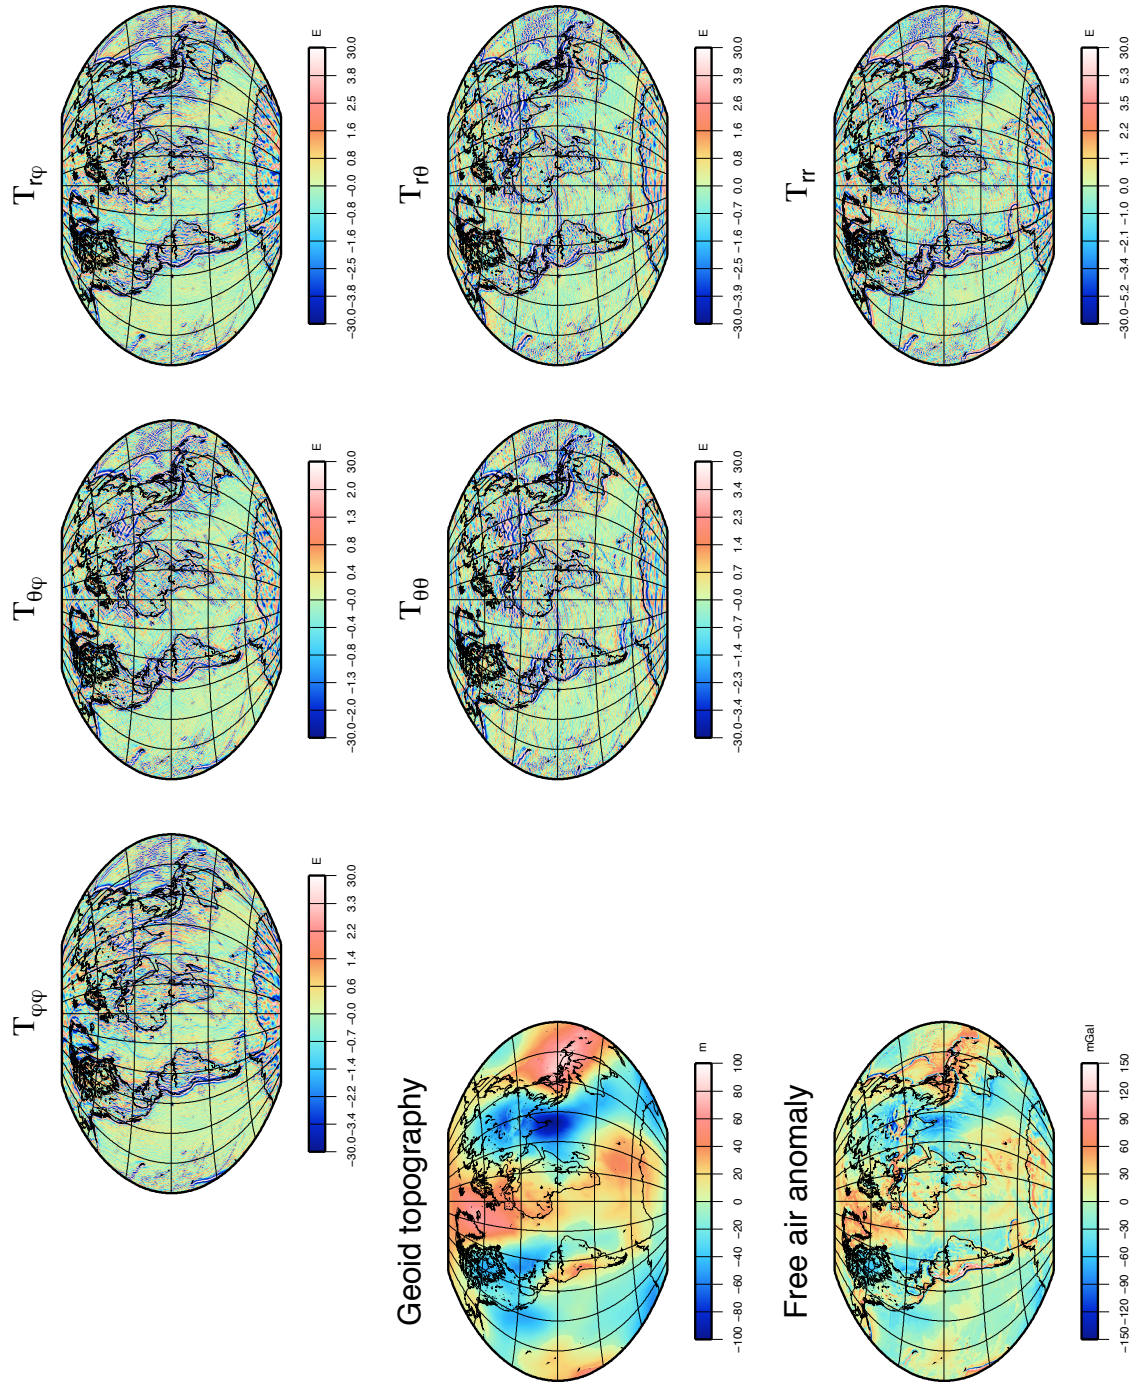 T φφ
T θφ
T rφ
E
E
E
−30.0 −3.4 −2.2 −1.4 −0.7 −0.0 0.6 1.4 2.2 3.3 30.0
−30.0 −2.0 −1.3 −0.8 −0.4 −0.0 0.4 0.8 1.3 2.0 30.0
−30.0 −3.8 −2.5 −1.6 −0.8 −0.0 0.8 1.6 2.6 3.8 30.0
Geoid topography
T θθ
T rθ
m
E
E
−100 −80 −60 −40 −20 0 20 40 60 80 100
−30.0 −3.4 −2.3 −1.4 −0.7 −0.0 0.7 1.4 2.3 3.4 30.0
−30.0 −3.9 −2.5 −1.6 −0.7 0.0 0.8 1.6 2.6 3.9 30.0
Free air anomaly
T rr
mGal
E
−150 −120 −90 −60 −30 0 30 60 90 120 150
−30.0 −5.2 −3.4 −2.1 −1.0 0.0 1.1 2.2 3.5 5.3 30.0